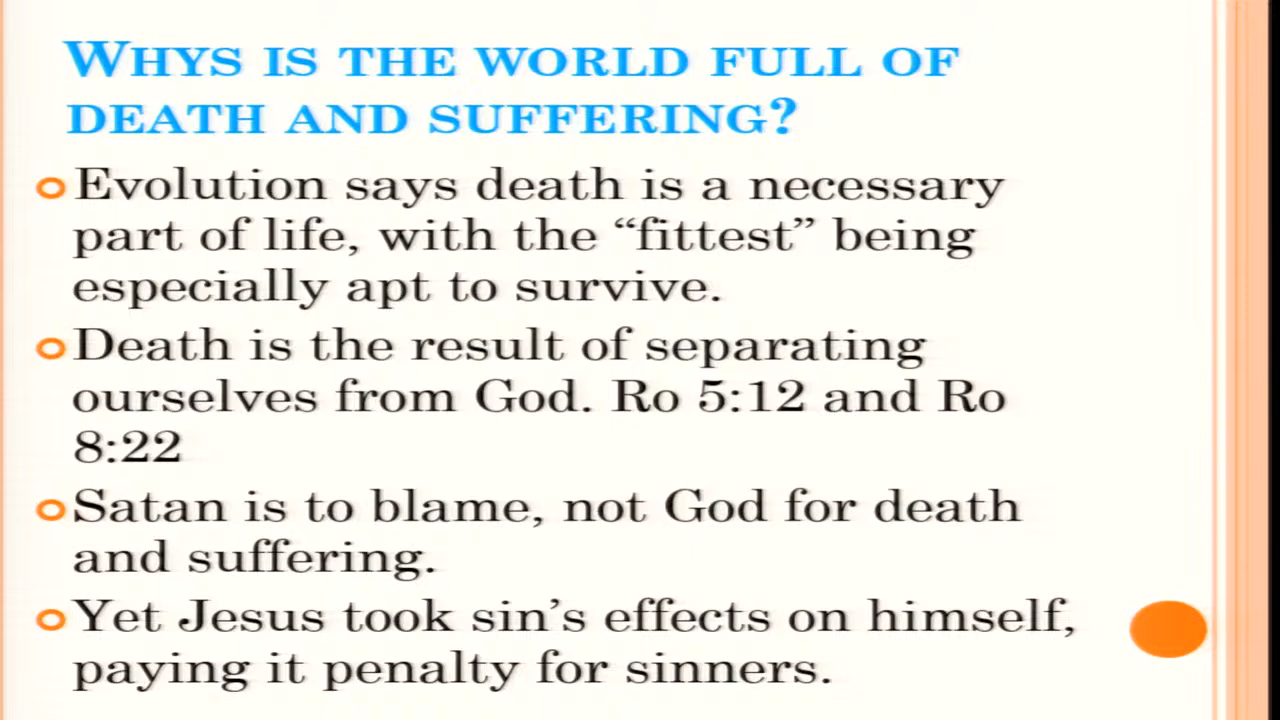 WHYS IS THE WORLD FULL OF
DEATH AND SUFFERING?
Evolution says death is a necessary
part of life, with the “fittest” being
especially apt to survive.
Death is the result of separating
ourselves from God. Ro 5:12 and Ro
8:22
Satan is to blame, not God for death
and suffering.
Yet Jesus took sin’s effects on himself,
paying it penalty for sinners.